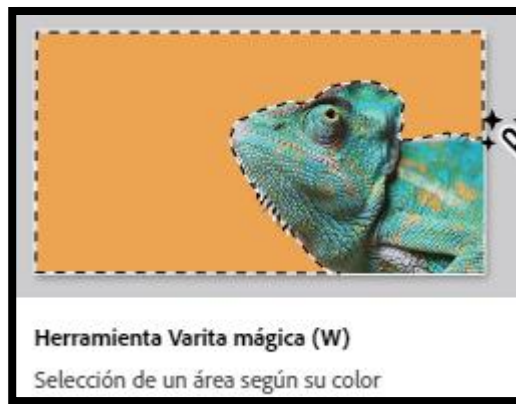 Herramienta Varita mágica (W)
Selección de un área según su color